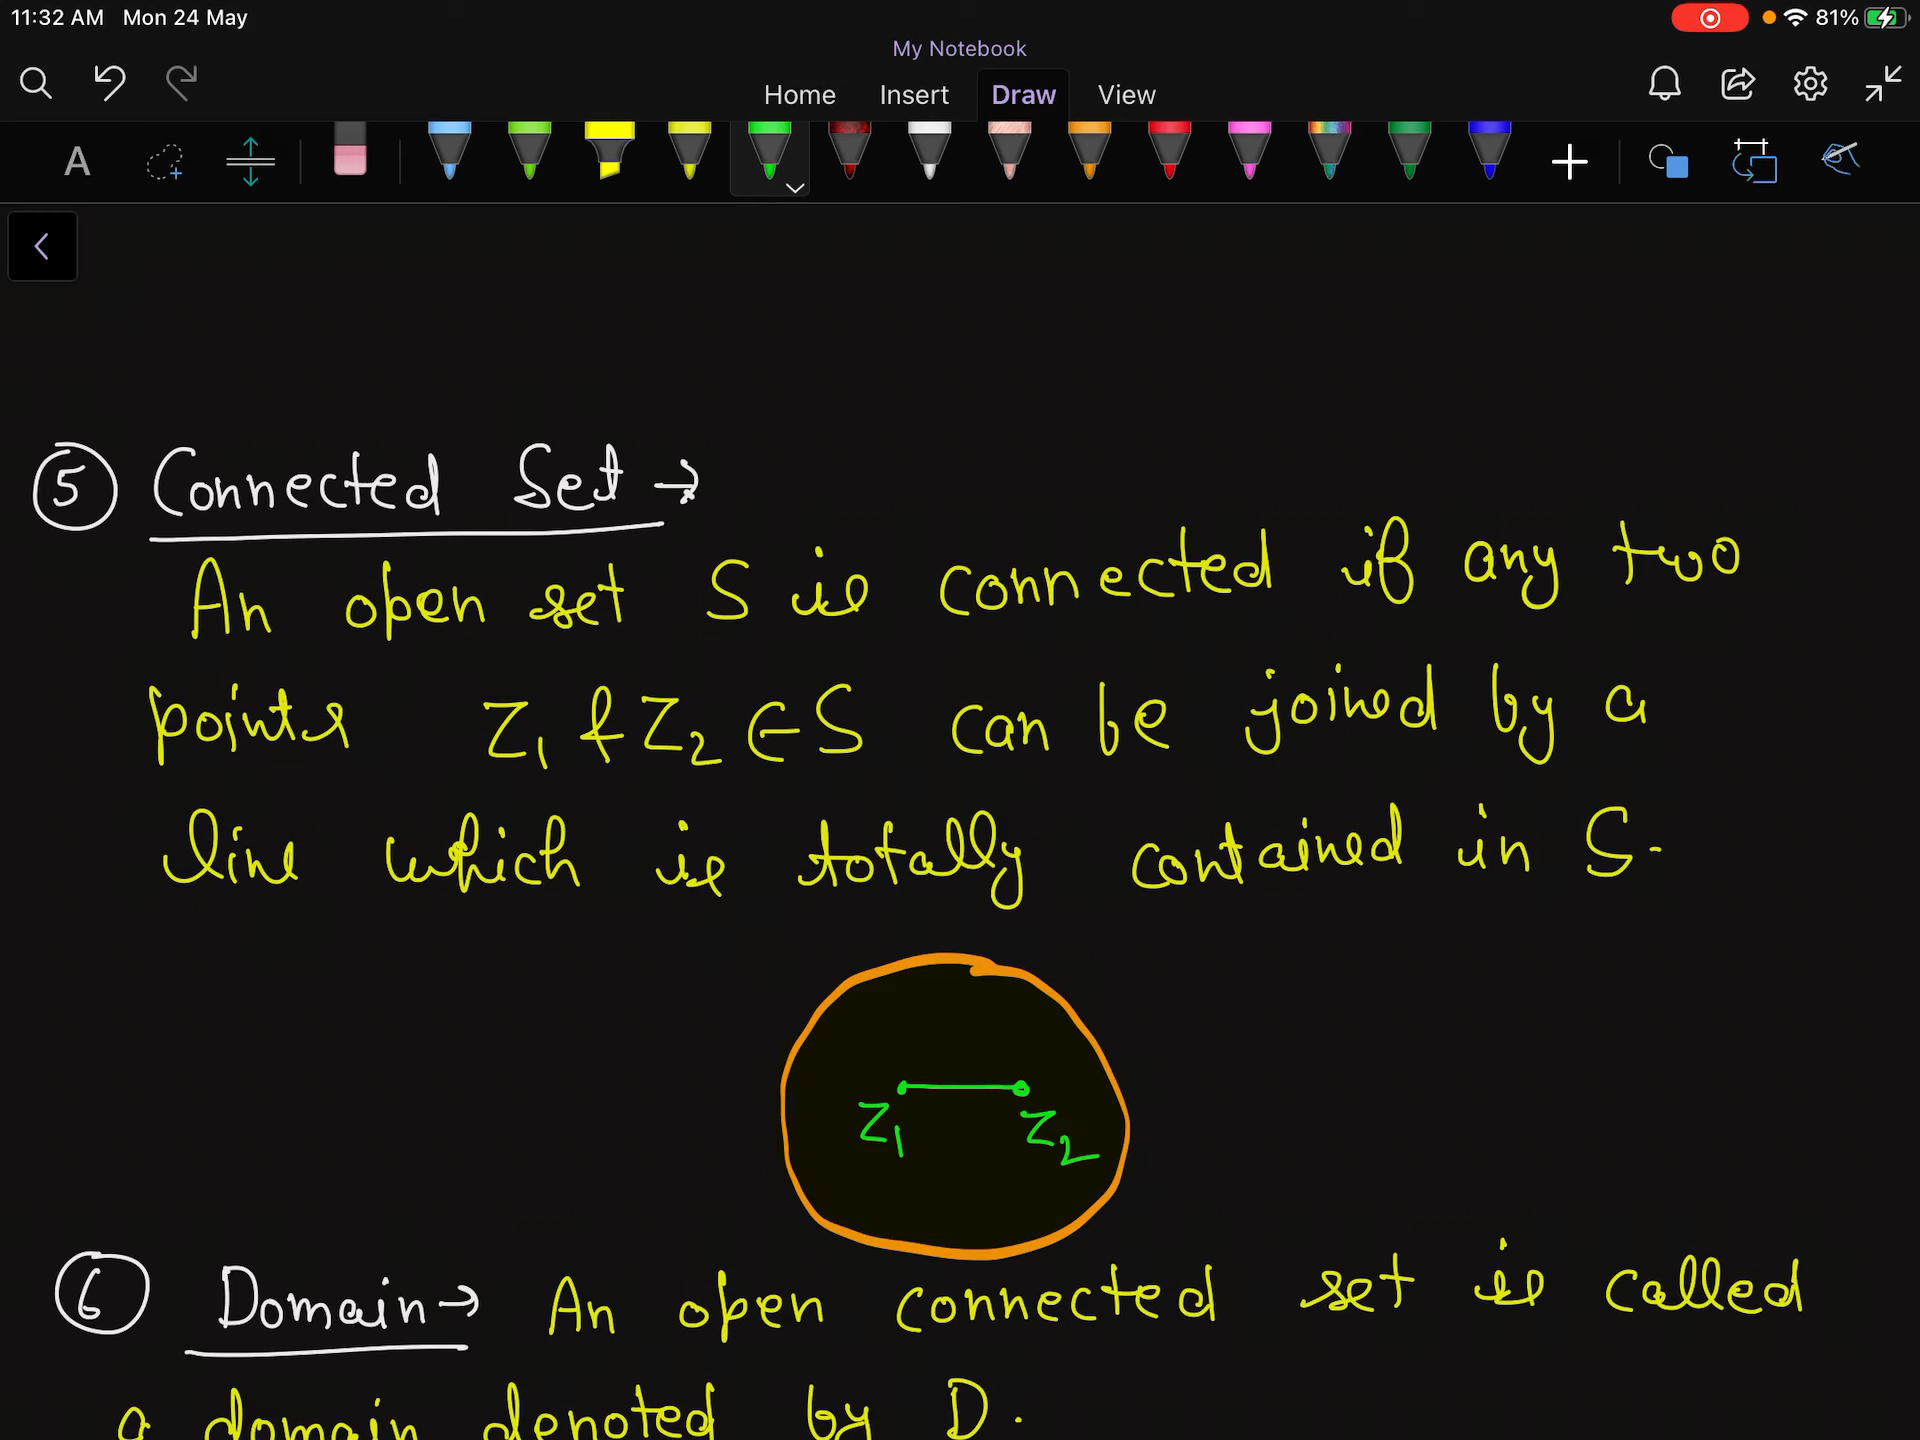 11:32 AM Mon 24 May
81%
My Notebook
Home Insert Draw View
A
5 Connected Set →
An open set S is connected if any two
points Z₁ & Z₂ ∈ S can be joined by a
line which is totally contained in S.
Z₁ Z₂
6 Domain → An open connected set is called
a domain denoted by D.